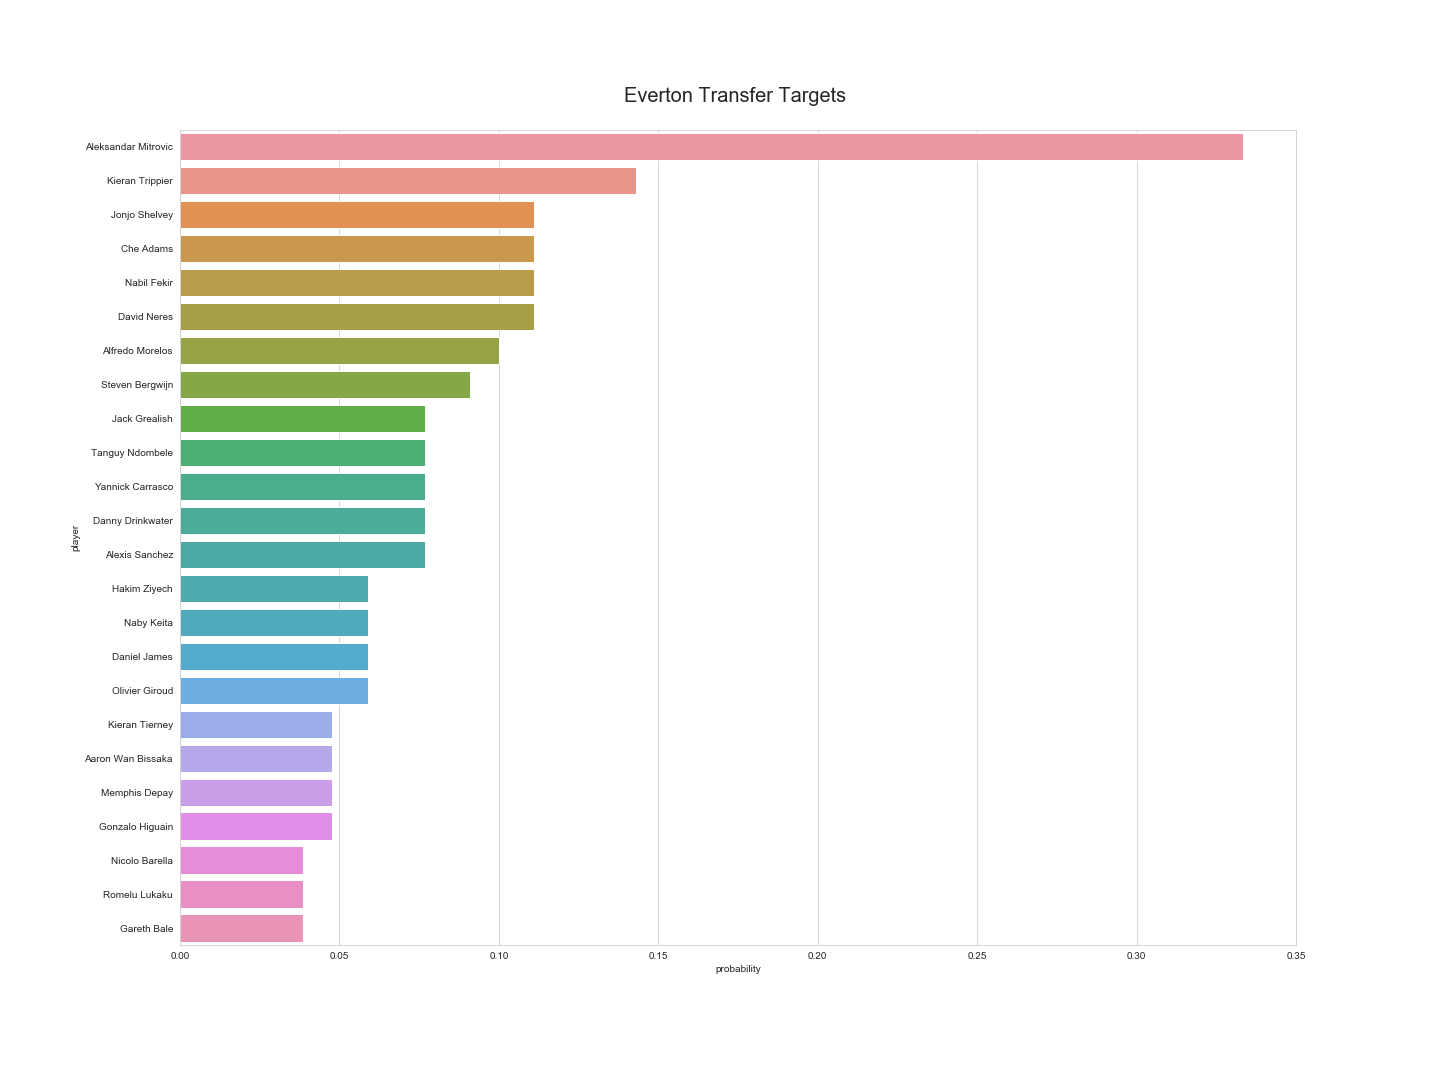 Everton Transfer Targets
Aleksandar Mitrovic
Kieran Trippier
Jonjo Shelvey
Che Adams
Nabil Fekir
David Neres
Alfredo Morelos
Steven Bergwijn
Jack Grealish
Tanguy Ndombele
Yannick Carrasco
Danny Drinkwater
player
Alexis Sanchez
Hakim Ziyech
Naby Keita
Daniel James
Olivier Giroud
Kieran Tierney
Aaron Wan Bissaka
Memphis Depay
Gonzalo Higuain
Nicolo Barella
Romelu Lukaku
Gareth Bale
0.00 0.05 0.10 0.15 0.20 0.25 0.30 0.35
probability